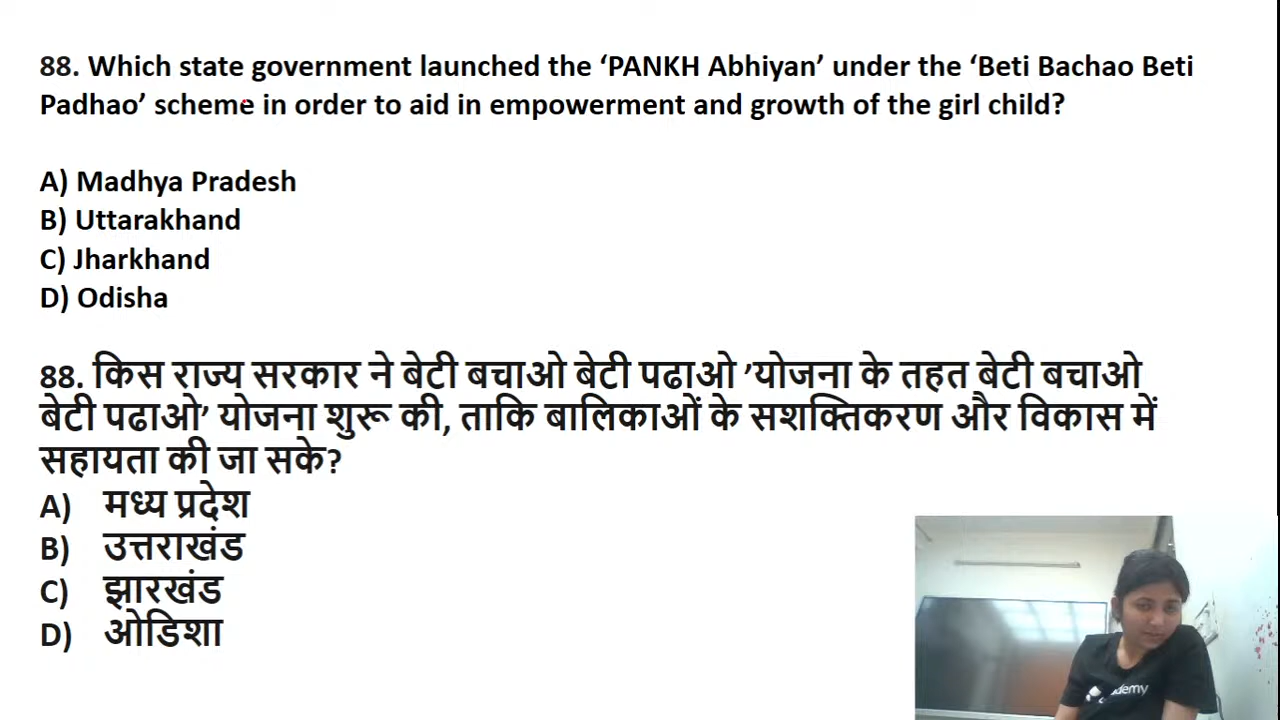 88. Which state government launched the ‘PANKH Abhiyan’ under the ‘Beti Bachao Beti
Padhao’ scheme in order to aid in empowerment and growth of the girl child?
A) Madhya Pradesh
B) Uttarakhand
C) Jharkhand
D) Odisha
88. किस राज्य सरकार ने बेटी बचाओ बेटी पढाओ ’योजना के तहत बेटी बचाओ
बेटी पढाओ’ योजना शुरू की, ताकि बालिकाओं के सशक्तिकरण और विकास में
सहायता की जा सके?
A) मध्य प्रदेश
B) उत्तराखंड
C) झारखंड
D) ओडिशा